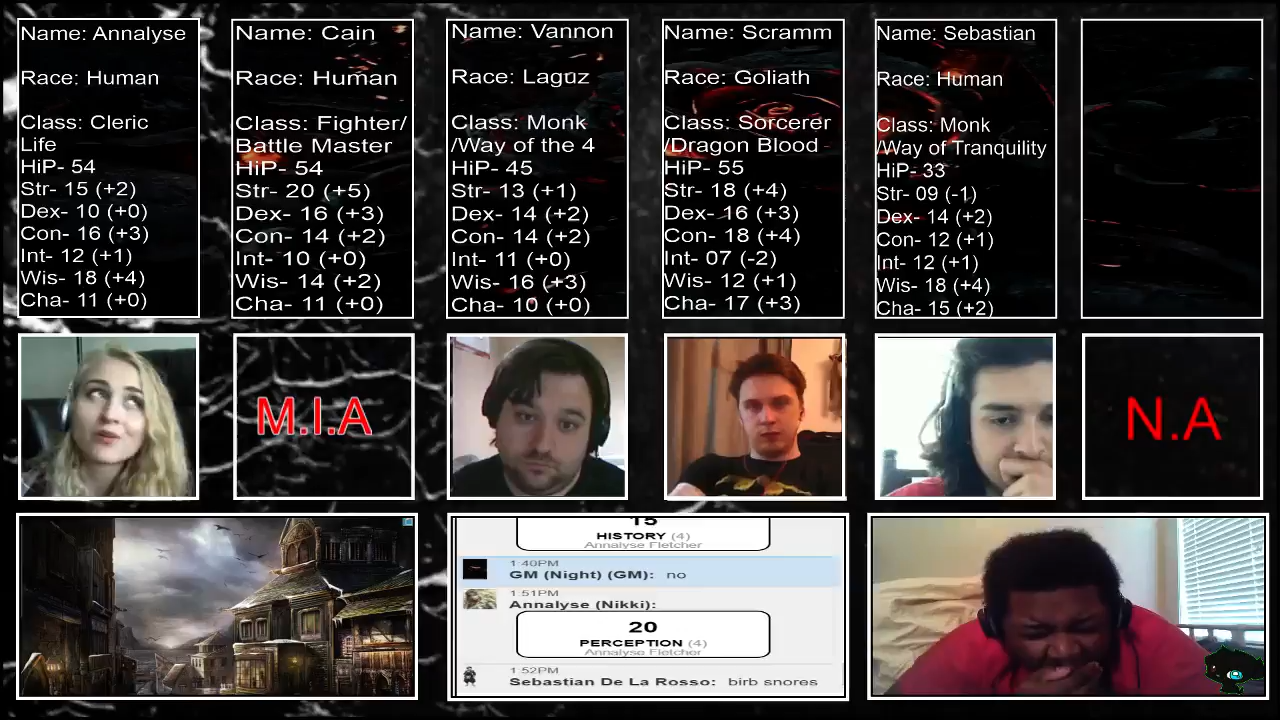 Name: Annalyse
Race: Human
Class: Cleric
Life
HiP- 54
Str- 15 (+2)
Dex- 10 (+0)
Con- 16 (+3)
Int- 12 (+1)
Wis- 18 (+4)
Cha- 11 (+0)
Name: Cain
Race: Human
Class: Fighter/
Battle Master
HiP- 54
Str- 20 (+5)
Dex- 16 (+3)
Con- 14 (+2)
Int- 10 (+0)
Wis- 14 (+2)
Cha- 11 (+0)
Name: Vannon
Race: Laguz
Class: Monk
/Way of the 4
HiP- 45
Str- 13 (+1)
Dex- 14 (+2)
Con- 14 (+2)
Int- 11 (+0)
Wis- 16 (+3)
Cha- 10 (+0)
Name: Scramm
Race: Goliath
Class: Sorcerer
/Dragon Blood
HiP- 55
Str- 18 (+4)
Dex- 16 (+3)
Con- 18 (+4)
Int- 07 (-2)
Wis- 12 (+1)
Cha- 17 (+3)
Name: Sebastian
Race: Human
Class: Monk
/Way of Tranquility
HiP- 33
Str- 09 (-1)
Dex- 14 (+2)
Con- 12 (+1)
Int- 12 (+1)
Wis- 18 (+4)
Cha- 15 (+2)
M.I.A
N.A
15
HISTORY (4)
Annalyse Fletcher
1:40PM
GM (Night) (GM): no
1:51PM
Annalyse (Nikki):
20
PERCEPTION (4)
Annalyse Fletcher
1:52PM
Sebastian De La Rosso: birb snores